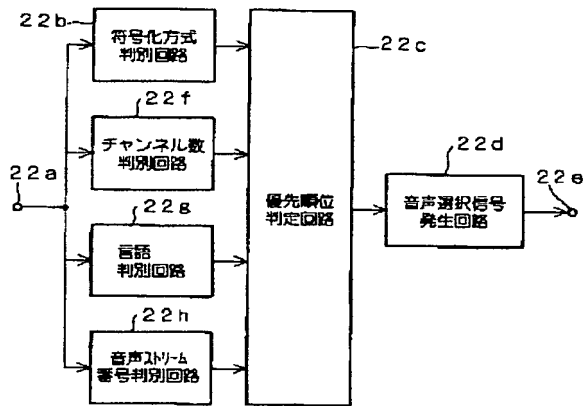 22b
符号化方式
判別回路
22c
22f
チャンネル数
判別回路
22a
22d
22e
優先順位
判定回路
音声選択信号
発生回路
22g
言語
判別回路
22h
音声ストリーム
番号判別回路